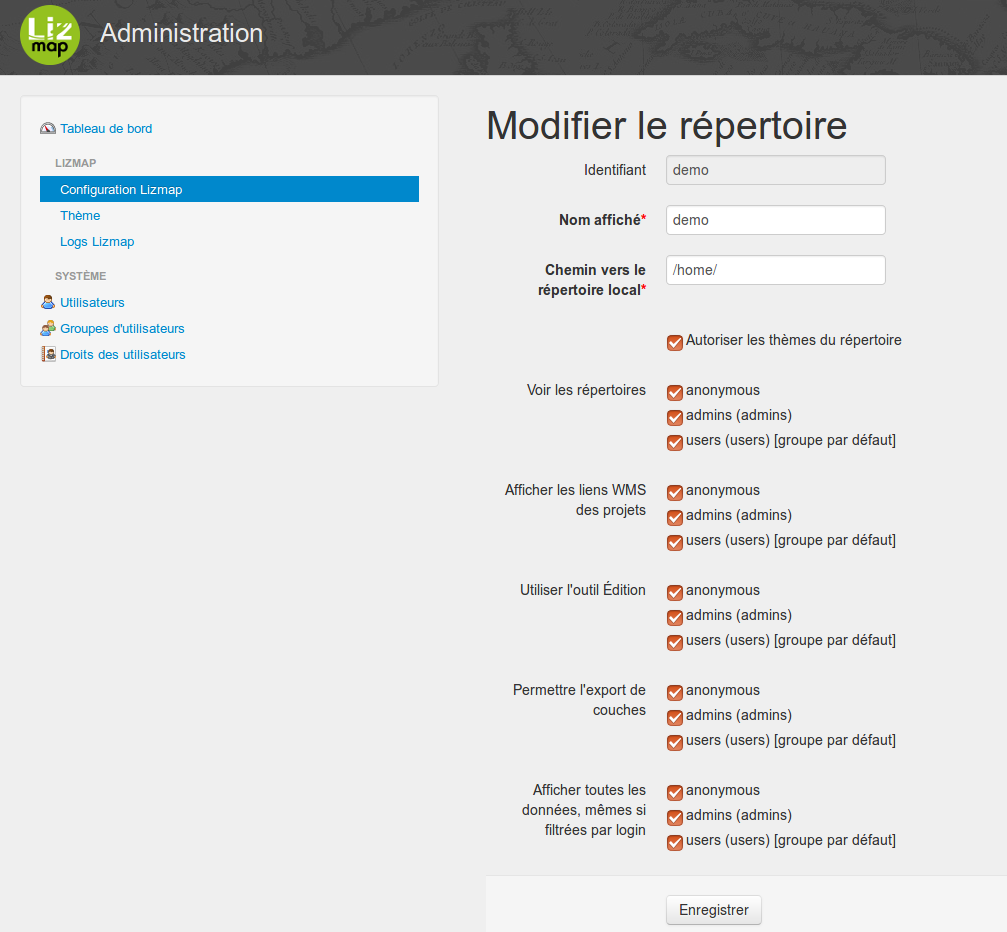 Liz
map
Administration
Tableau de bord
LIZMAP
Configuration Lizmap
Thème
Logs Lizmap
SYSTÈME
Utilisateurs
Groupes d'utilisateurs
Droits des utilisateurs
Modifier le répertoire
Identifiant
demo
Nom affiché*
demo
Chemin vers le
répertoire local*
/home/
Autoriser les thèmes du répertoire
Voir les répertoires
anonymous
admins (admins)
users (users) [groupe par défaut]
Afficher les liens WMS
des projets
anonymous
admins (admins)
users (users) [groupe par défaut]
Utiliser l'outil Édition
anonymous
admins (admins)
users (users) [groupe par défaut]
Permettre l'export de
couches
anonymous
admins (admins)
users (users) [groupe par défaut]
Afficher toutes les
données, mêmes si
filtrées par login
anonymous
admins (admins)
users (users) [groupe par défaut]
Enregistrer